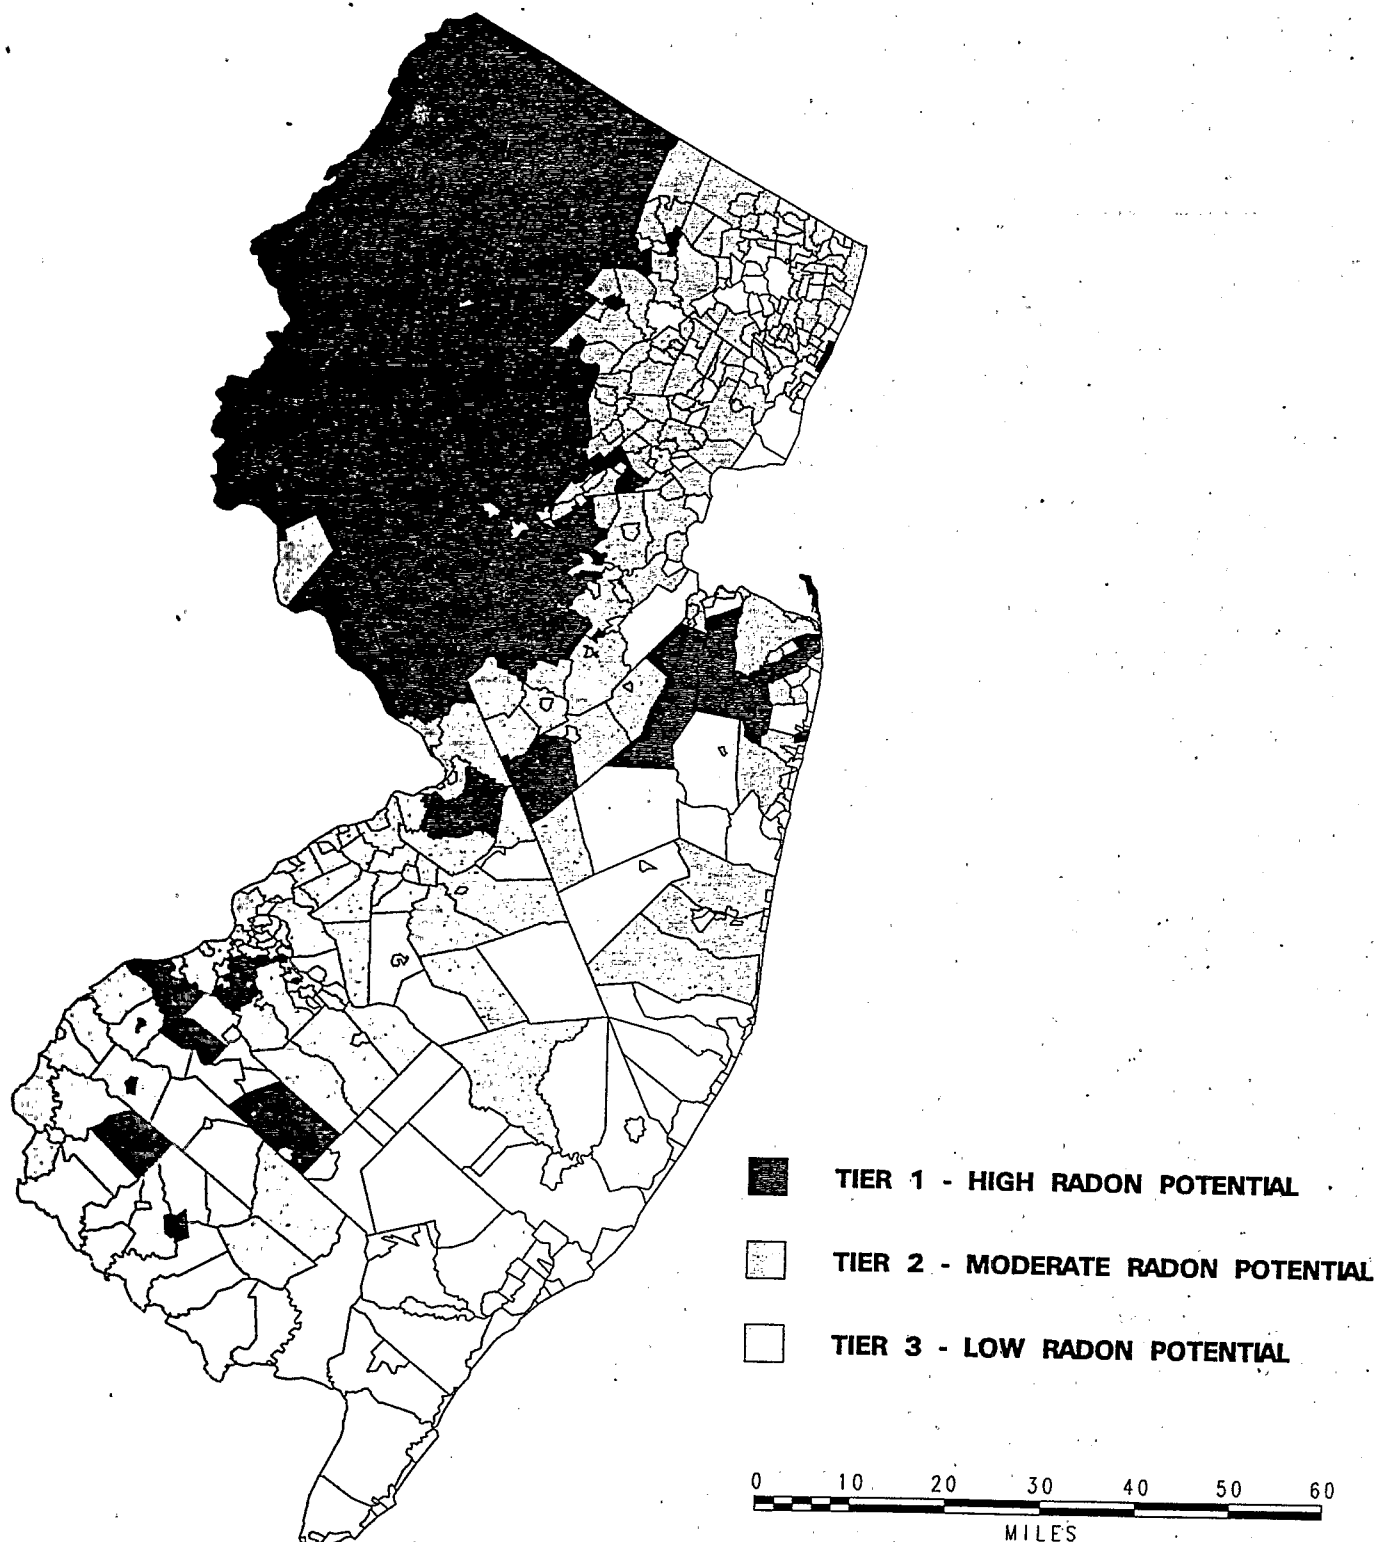 TIER 1 - HIGH RADON POTENTIAL
TIER 2 - MODERATE RADON POTENTIAL
TIER 3 - LOW RADON POTENTIAL
0 10 20 30 40 50 60
MILES